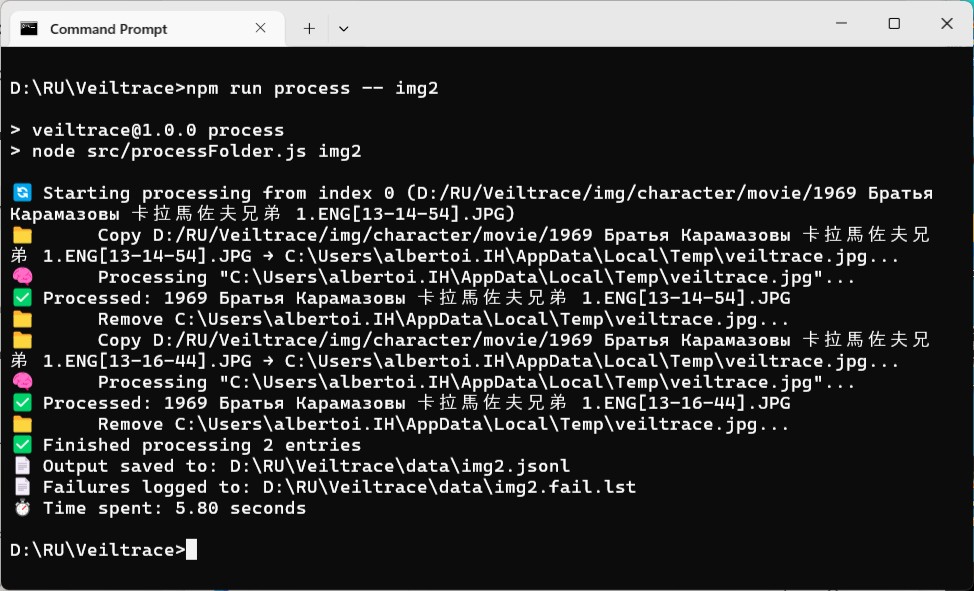 Command Prompt
D:\RU\Veiltrace>npm run process -- img2
> veiltrace@1.0.0 process
> node src/processFolder.js img2
🔄 Starting processing from index 0 (D:/RU/Veiltrace/img/character/movie/1969 Братья
Карамазовы 卡拉馬佐夫兄弟 1.ENG[13-14-54].JPG)
📁 Copy D:/RU/Veiltrace/img/character/movie/1969 Братья Карамазовы 卡拉馬佐夫兄
弟 1.ENG[13-14-54].JPG → C:\Users\albertoi.IH\AppData\Local\Temp\veiltrace.jpg...
🧠 Processing "C:\Users\albertoi.IH\AppData\Local\Temp\veiltrace.jpg"...
✅ Processed: 1969 Братья Карамазовы 卡拉馬佐夫兄弟 1.ENG[13-14-54].JPG
📁 Remove C:\Users\albertoi.IH\AppData\Local\Temp\veiltrace.jpg...
📁 Copy D:/RU/Veiltrace/img/character/movie/1969 Братья Карамазовы 卡拉馬佐夫兄
弟 1.ENG[13-16-44].JPG → C:\Users\albertoi.IH\AppData\Local\Temp\veiltrace.jpg...
🧠 Processing "C:\Users\albertoi.IH\AppData\Local\Temp\veiltrace.jpg"...
✅ Processed: 1969 Братья Карамазовы 卡拉馬佐夫兄弟 1.ENG[13-16-44].JPG
📁 Remove C:\Users\albertoi.IH\AppData\Local\Temp\veiltrace.jpg...
✅ Finished processing 2 entries
📄 Output saved to: D:\RU\Veiltrace\data\img2.jsonl
📄 Failures logged to: D:\RU\Veiltrace\data\img2.fail.lst
⏱ Time spent: 5.80 seconds
D:\RU\Veiltrace>